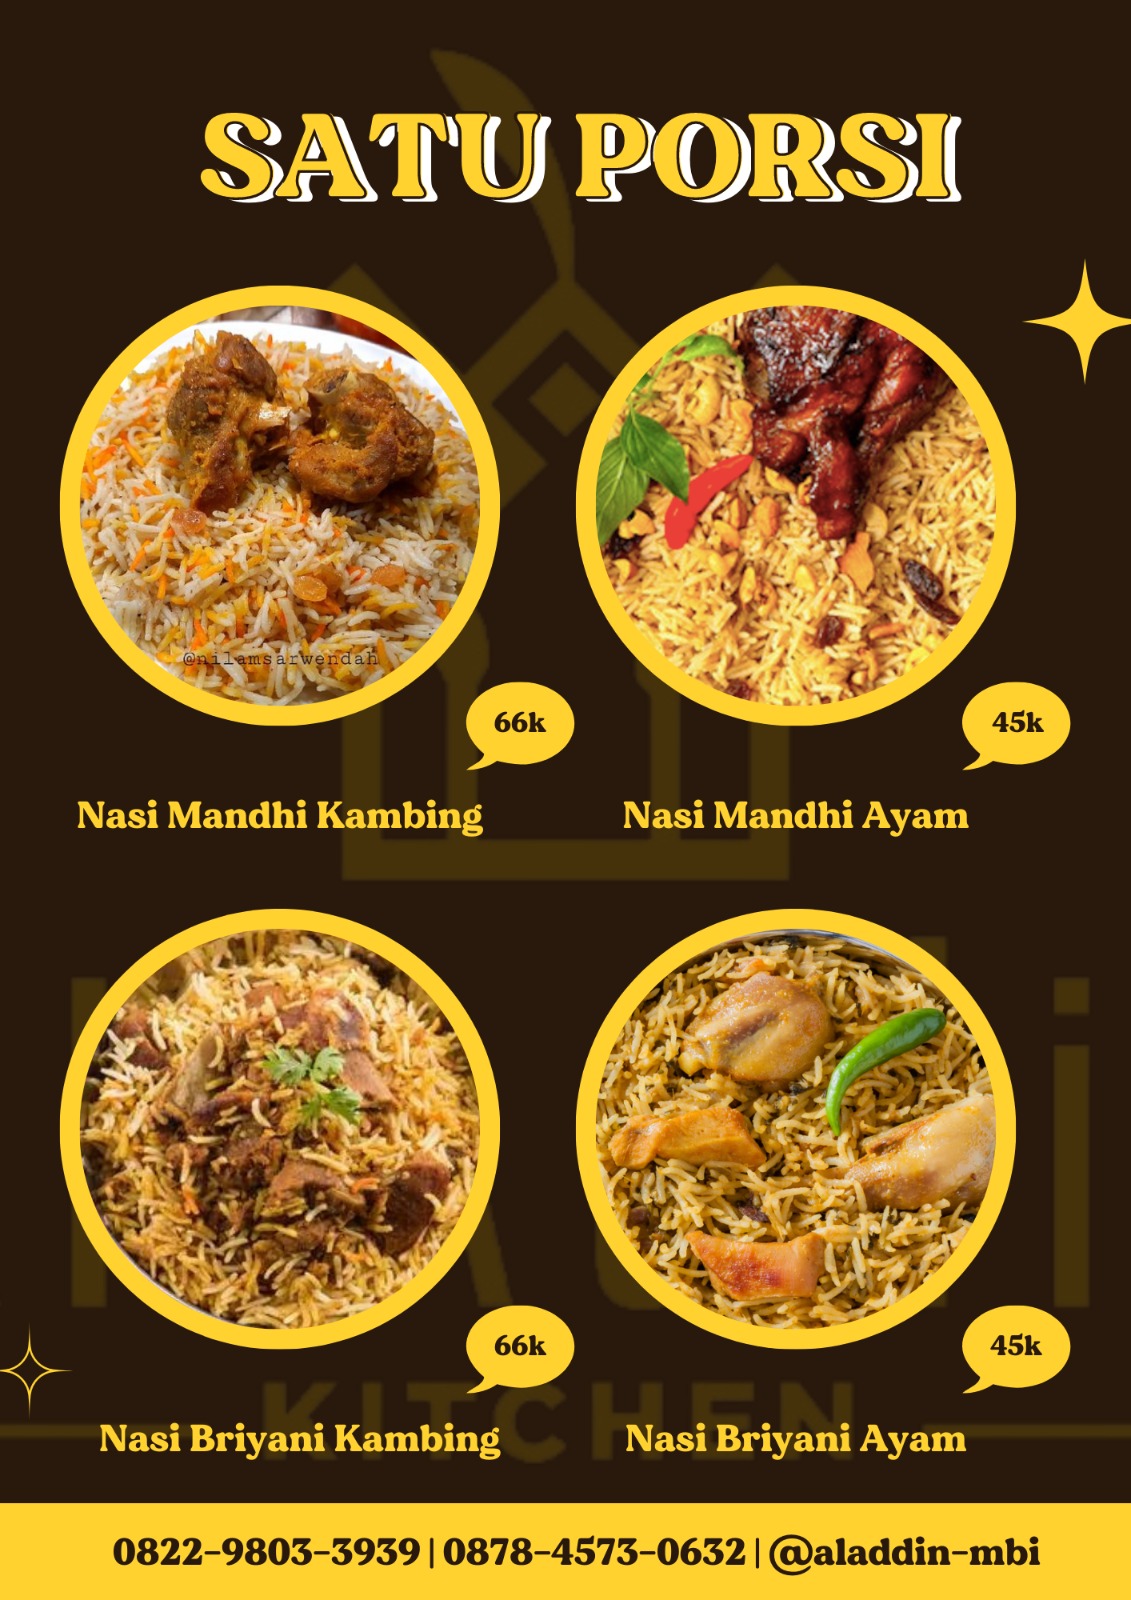 SATU PORSI
@nilamsarwendah
66k
45k
Nasi Mandhi Kambing
Nasi Mandhi Ayam
66k
45k
KITCHEN
Nasi Briyani Kambing
Nasi Briyani Ayam
0822-9803-3939 | 0878-4573-0632 | @aladdin-mbi